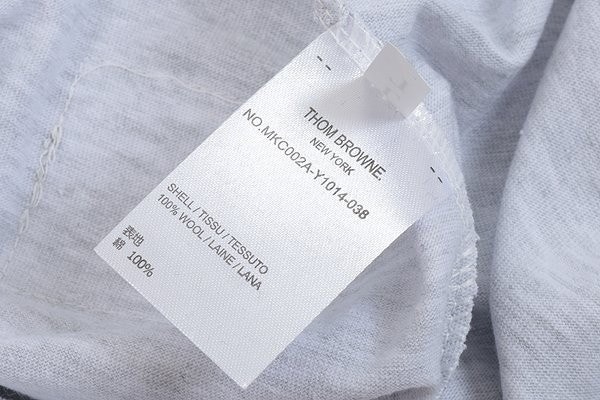 THOM BROWNE.
NEW YORK
NO.MKC002A-Y1014-038
SHELL / TISSU / TESSUTO
100% WOOL / LAINE / LANA
表地
綿 100%